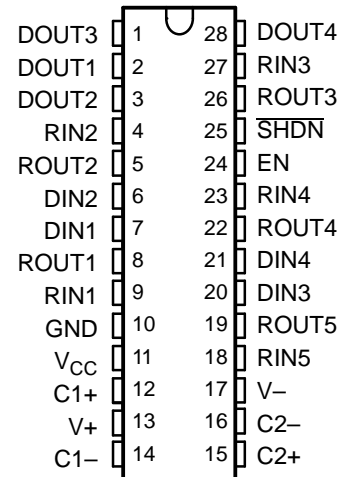 DOUT3 1 28 DOUT4
DOUT1 2 27 RIN3
DOUT2 3 26 ROUT3
RIN2 4 25 S̅H̅D̅N̅
ROUT2 5 24 EN
DIN2 6 23 RIN4
DIN1 7 22 ROUT4
ROUT1 8 21 DIN4
RIN1 9 20 DIN3
GND 10 19 ROUT5
VCC 11 18 RIN5
C1+ 12 17 V–
V+ 13 16 C2–
C1– 14 15 C2+